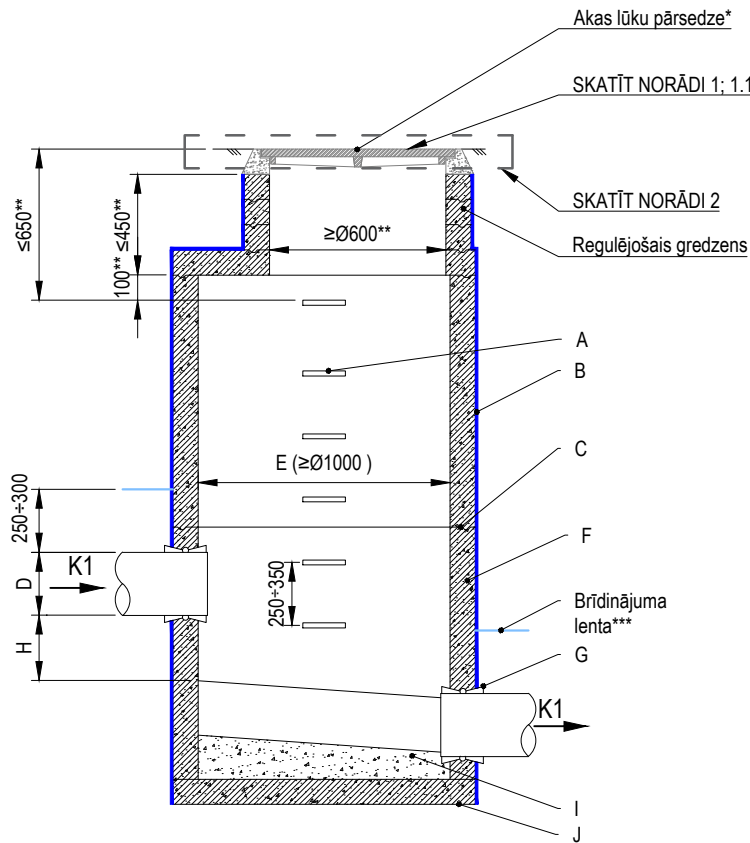 Akas lūku pārsedze*
SKATĪT NORĀDI 1; 1.1
SKATĪT NORĀDI 2
Regulējošais gredzens
≤650**
≤450**
100**
≥Ø600**
A
B
C
E (≥Ø1000 )
F
250÷300
K1
D
250÷350
Brīdinājuma
lenta***
H
G
K1
I
J